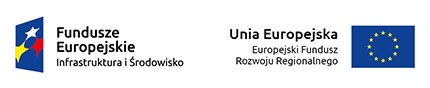 Fundusze
Europejskie
Infrastruktura i Środowisko
Unia Europejska
Europejski Fundusz
Rozwoju Regionalnego